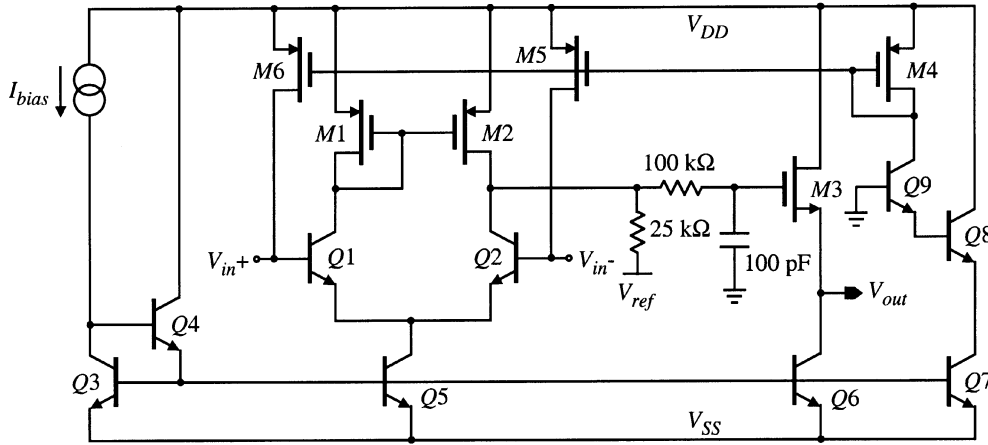 V_DD
M6
M5
M4
I_bias
M1
M2
100 kΩ
M3
Q9
25 kΩ
Q8
V_in+
Q1
Q2
V_in-
100 pF
V_ref
V_out
Q4
Q3
Q5
Q6
Q7
V_SS